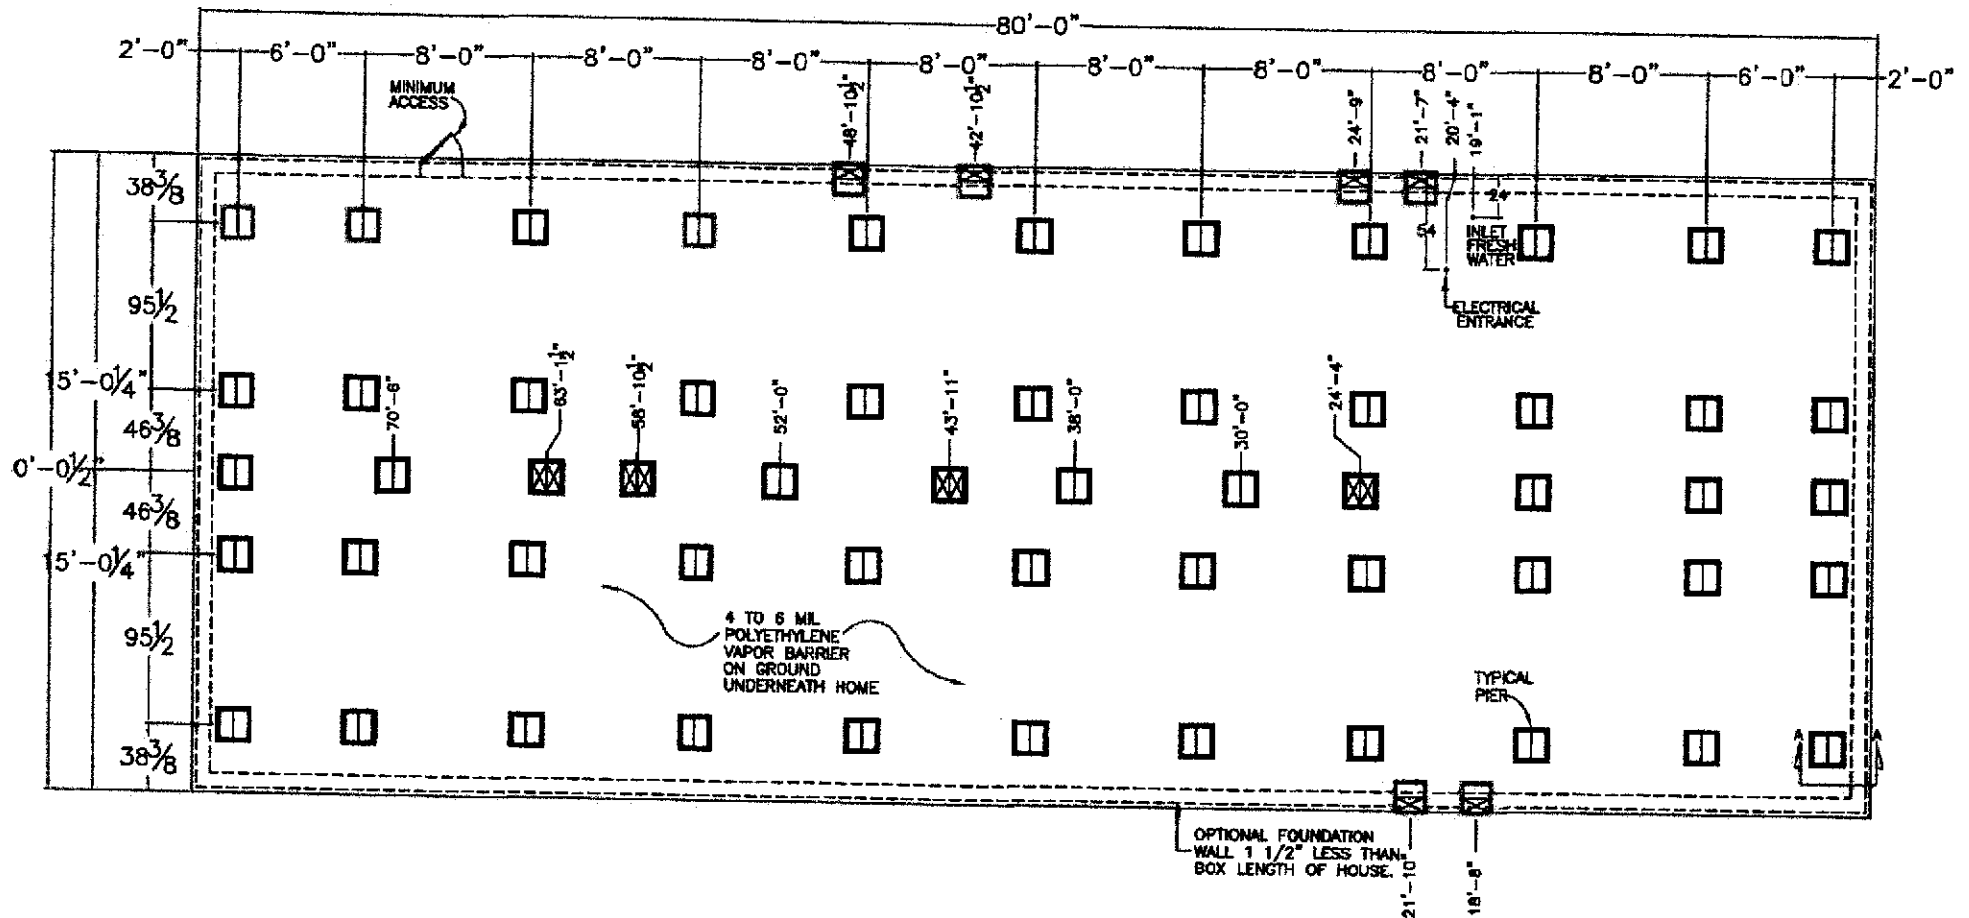 80'-0"
2'-0"
6'-0"
8'-0"
8'-0"
8'-0"
8'-0"
8'-0"
8'-0"
8'-0"
8'-0"
6'-0"
2'-0"
MINIMUM
ACCESS
48'-10½"
42'-10½"
24'-9"
21'-7"
20'-4"
19'-1"
38⅜
24
54
INLET
FRESH
WATER
95½
ELECTRICAL
ENTRANCE
15'-0¼"
46⅜
70'-6"
63'-1½"
58'-10½"
52'-0"
43'-11"
38'-0"
30'-0"
24'-4"
0'-0½"
46⅜
15'-0¼"
4 TO 6 MIL
POLYETHYLENE
VAPOR BARRIER
ON GROUND
UNDERNEATH HOME
95½
TYPICAL
PIER
38⅜
A
A
OPTIONAL FOUNDATION
WALL 1 1/2" LESS THAN
BOX LENGTH OF HOUSE.
21'-10
18'-8"